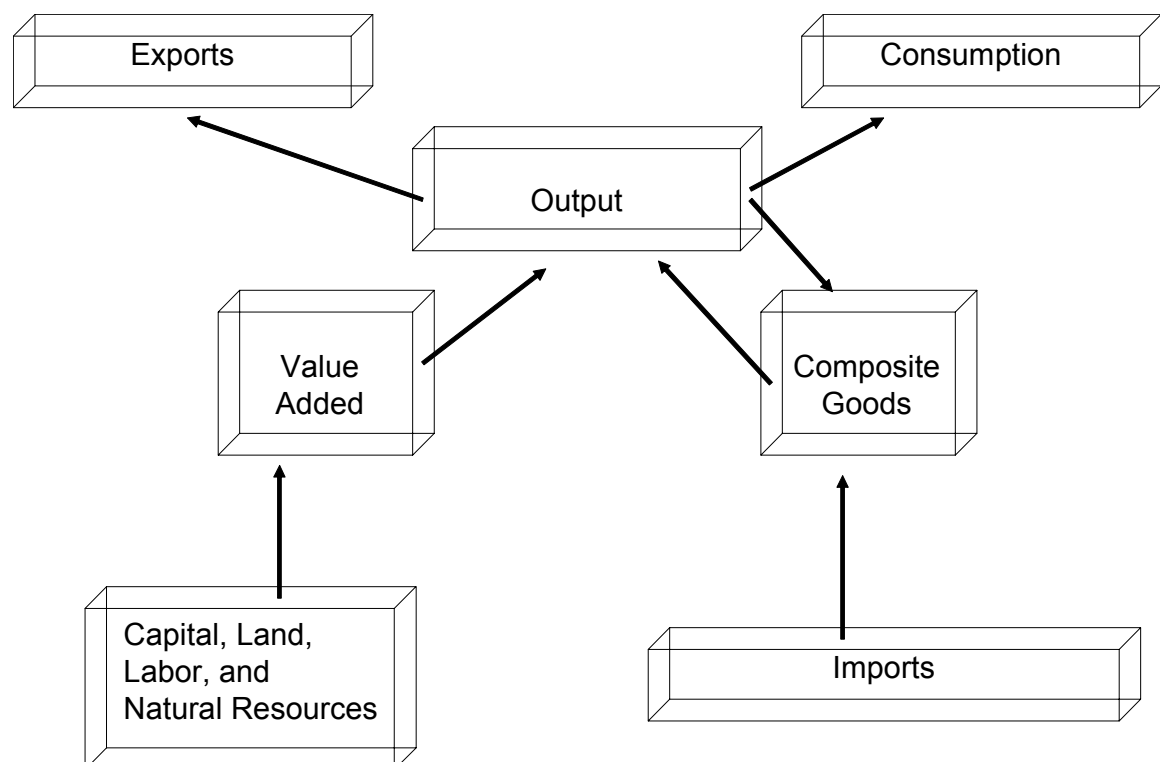 Exports
Consumption
Output
Value
Added
Composite
Goods
Capital, Land,
Labor, and
Natural Resources
Imports